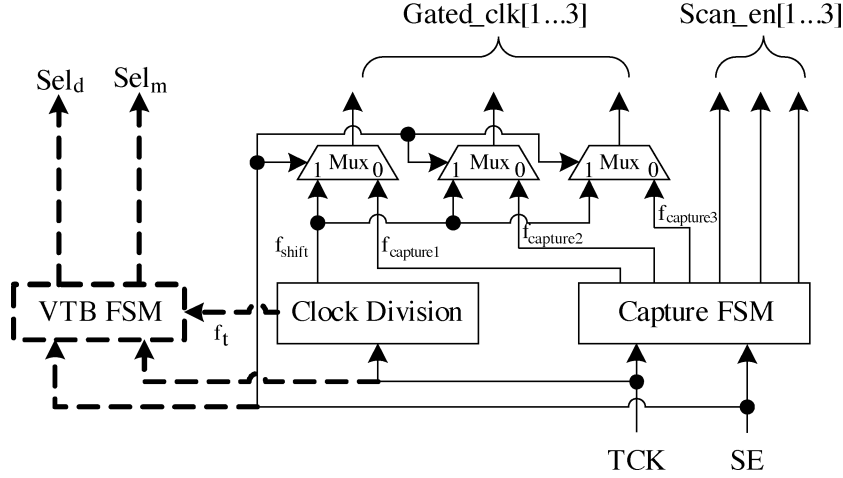 Gated_clk[1...3] Scan_en[1...3]
Sel_d Sel_m
1 Mux 0 1 Mux 0 1 Mux 0
f_shift f_capture1 f_capture2 f_capture3
VTB FSM f_t Clock Division Capture FSM
TCK SE